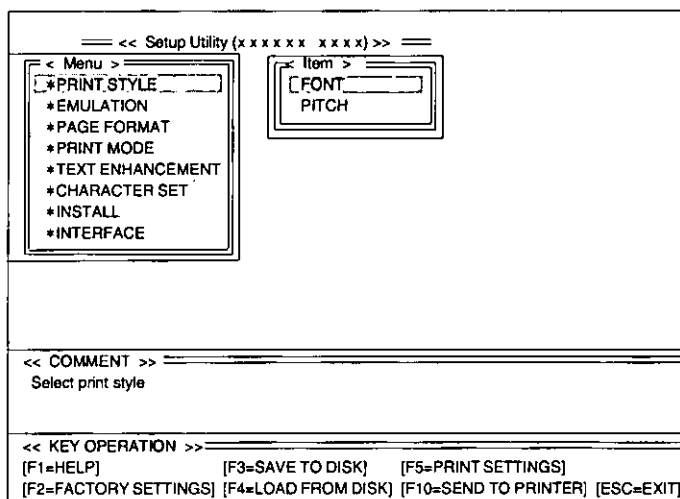 << Setup Utility (x x x x x x x x x x) >>
< Menu >
*PRINT STYLE
*EMULATION
*PAGE FORMAT
*PRINT MODE
*TEXT ENHANCEMENT
*CHARACTER SET
*INSTALL
*INTERFACE
< Item >
FONT
PITCH
<< COMMENT >>
Select print style
<< KEY OPERATION >>
[F1=HELP] [F3=SAVE TO DISK] [F5=PRINT SETTINGS]
[F2=FACTORY SETTINGS] [F4=LOAD FROM DISK] [F10=SEND TO PRINTER] [ESC=EXIT]